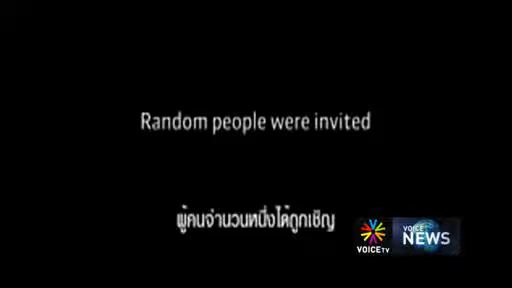 Random people were invited
ผู้คนจำนวนหนึ่งได้ถูกเชิญ
VOICE TV
VOICE
NEWS